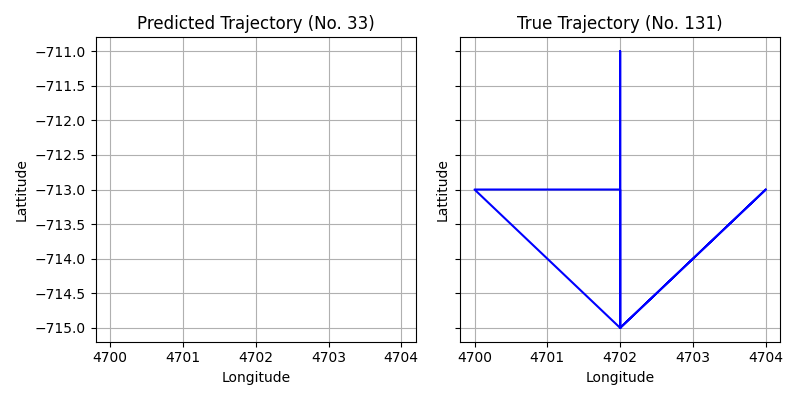 Predicted Trajectory (No. 33)
True Trajectory (No. 131)
−711.0
−711.5
−712.0
−712.5
−713.0
−713.5
−714.0
−714.5
−715.0
Lattitude
Lattitude
4700 4701 4702 4703 4704
4700 4701 4702 4703 4704
Longitude
Longitude